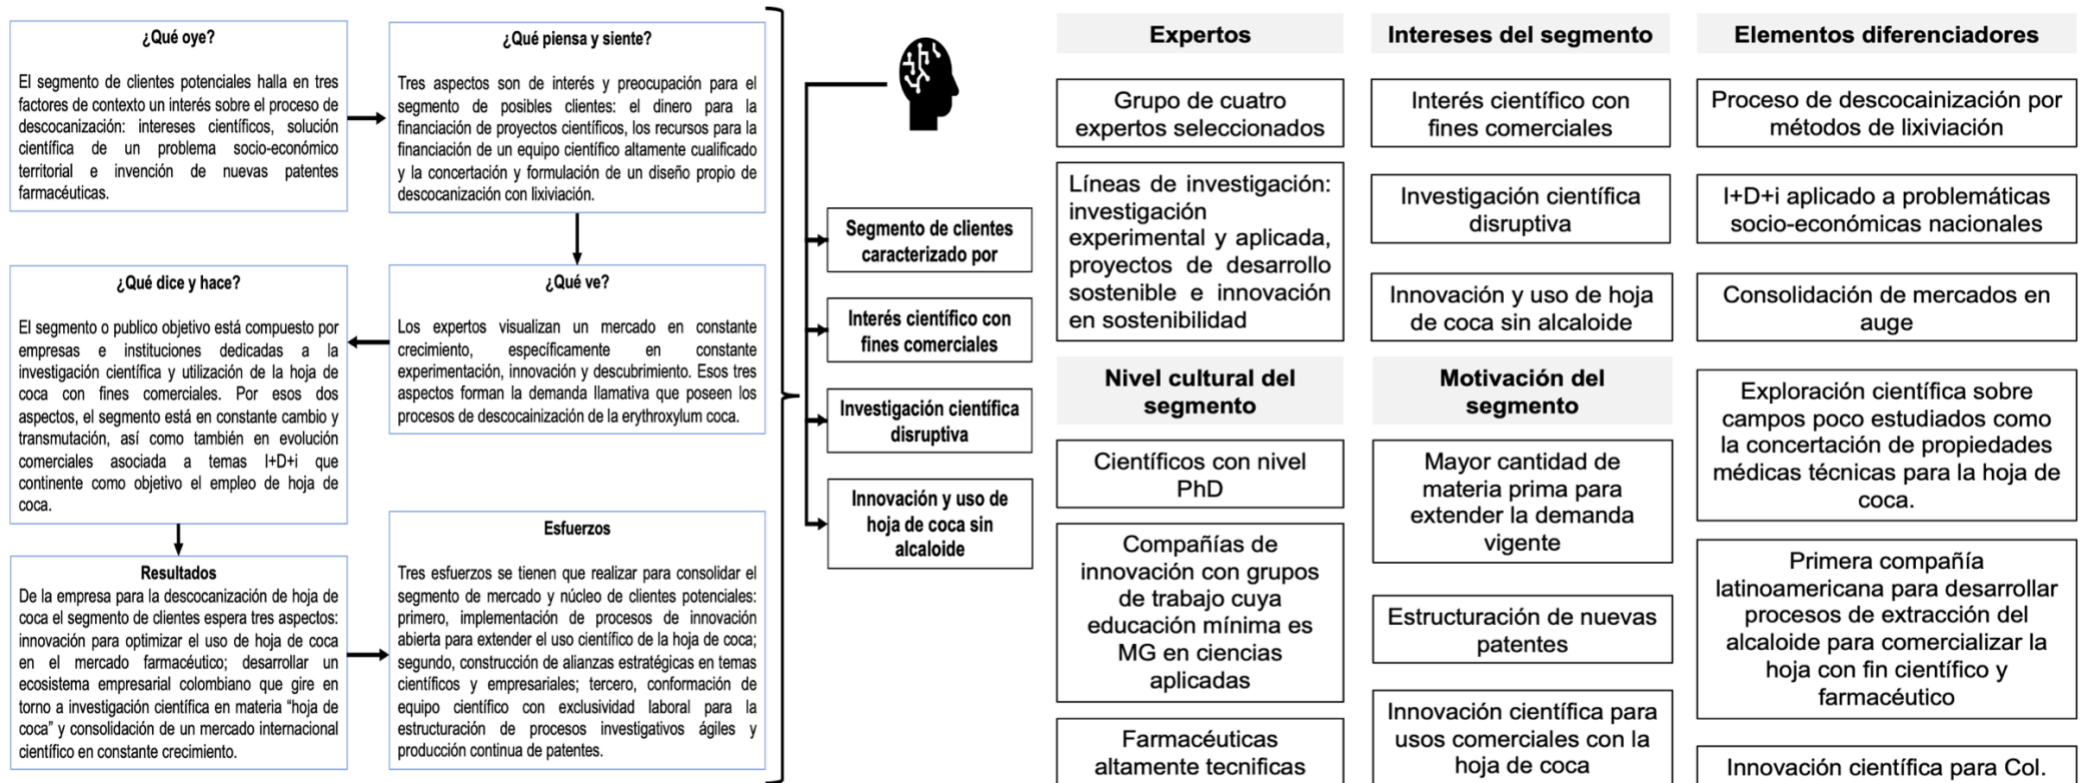 ¿Qué oye?
El segmento de clientes potenciales halla en tres
factores de contexto un interés sobre el proceso de
descocanización: intereses científicos, solución
científica de un problema socio-económico
territorial e invención de nuevas patentes
farmacéuticas.
¿Qué piensa y siente?
Tres aspectos son de interés y preocupación para el
segmento de posibles clientes: el dinero para la
financiación de proyectos científicos, los recursos para la
financiación de un equipo científico altamente cualificado
y la concertación y formulación de un diseño propio de
descocanización con lixiviación.
¿Qué dice y hace?
El segmento o publico objetivo está compuesto por
empresas e instituciones dedicadas a la
investigación científica y utilización de la hoja de
coca con fines comerciales. Por esos dos
aspectos, el segmento está en constante cambio y
transmutación, así como también en evolución
comerciales asociada a temas I+D+i que
continente como objetivo el empleo de hoja de
coca.
¿Qué ve?
Los expertos visualizan un mercado en constante
crecimiento, específicamente en constante
experimentación, innovación y descubrimiento. Esos tres
aspectos forman la demanda llamativa que poseen los
procesos de descocainización de la erythroxylum coca.
Resultados
De la empresa para la descocanización de hoja de
coca el segmento de clientes espera tres aspectos:
innovación para optimizar el uso de hoja de coca
en el mercado farmacéutico; desarrollar un
ecosistema empresarial colombiano que gire en
torno a investigación científica en materia “hoja de
coca” y consolidación de un mercado internacional
científico en constante crecimiento.
Esfuerzos
Tres esfuerzos se tienen que realizar para consolidar el
segmento de mercado y núcleo de clientes potenciales:
primero, implementación de procesos de innovación
abierta para extender el uso científico de la hoja de coca;
segundo, construcción de alianzas estratégicas en temas
científicos y empresariales; tercero, conformación de
equipo científico con exclusividad laboral para la
estructuración de procesos investigativos ágiles y
producción continua de patentes.
Segmento de clientes
caracterizado por
Interés científico con
fines comerciales
Investigación científica
disruptiva
Innovación y uso de
hoja de coca sin
alcaloide
Expertos
Grupo de cuatro
expertos seleccionados
Líneas de investigación:
investigación
experimental y aplicada,
proyectos de desarrollo
sostenible e innovación
en sostenibilidad
Nivel cultural del
segmento
Científicos con nivel
PhD
Compañías de
innovación con grupos
de trabajo cuya
educación mínima es
MG en ciencias
aplicadas
Farmacéuticas
altamente tecnificas
Intereses del segmento
Interés científico con
fines comerciales
Investigación científica
disruptiva
Innovación y uso de hoja
de coca sin alcaloide
Motivación del
segmento
Mayor cantidad de
materia prima para
extender la demanda
vigente
Estructuración de nuevas
patentes
Innovación científica para
usos comerciales con la
hoja de coca
Elementos diferenciadores
Proceso de descocainización por
métodos de lixiviación
I+D+i aplicado a problemáticas
socio-económicas nacionales
Consolidación de mercados en
auge
Exploración científica sobre
campos poco estudiados como
la concertación de propiedades
médicas técnicas para la hoja de
coca.
Primera compañía
latinoamericana para desarrollar
procesos de extracción del
alcaloide para comercializar la
hoja con fin científico y
farmacéutico
Innovación científica para Col.